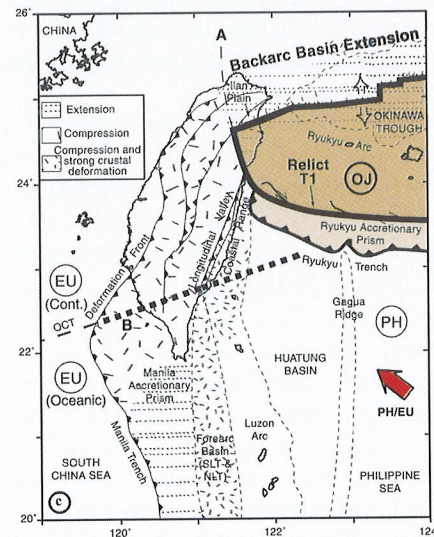 26°
CHINA
A
Backarc Basin Extension
Ilan
Plain
25°
OKINAWA
TROUGH
Extension
Compression
Compression and
strong crustal
deformation
Ryukyu Arc
Relict
T1
OJ
24°
Longitudinal Valley
Coastal Range
Ryukyu Accretionary
Prism
Deformation Front
Ryukyu Trench
EU
(Cont.)
OCT
B
Gagua
Ridge
PH
22°
EU
(Oceanic)
Manila
Accretionary
Prism
HUATUNG
BASIN
PH/EU
Manila Trench
Forearc
Basin
(SLT &
NLT)
Luzon
Arc
SOUTH
CHINA SEA
PHILIPPINE
SEA
c
20°
120°
122°
124